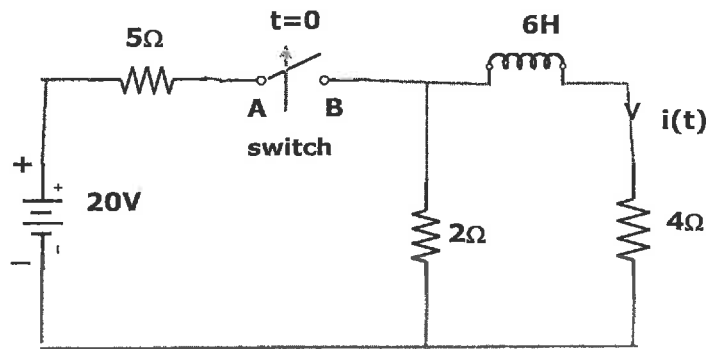 t=0
5Ω
6H
A
B
i(t)
switch
+
+
20V
2Ω
4Ω